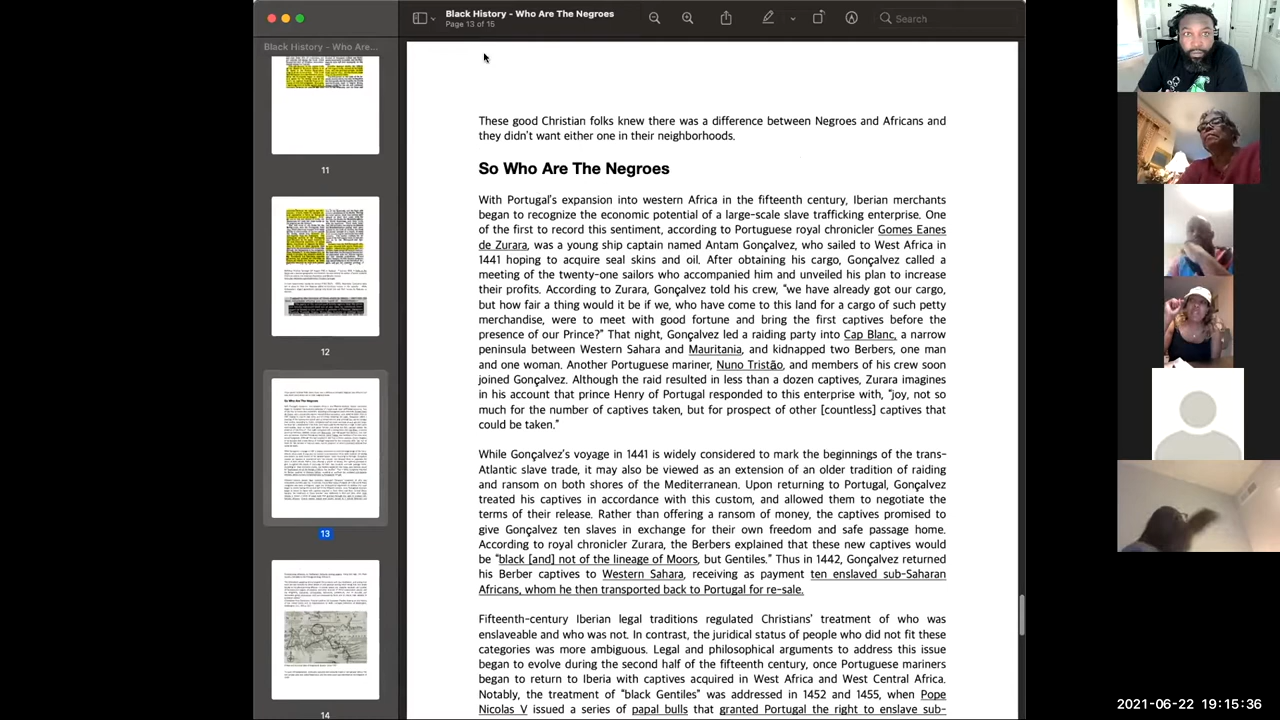 Black History - Who Are The Negroes
Page 13 of 15
Search
Black History - Who Are...
11
12
13
14
These good Christian folks knew there was a difference between Negroes and Africans and
they didn't want either one in their neighborhoods.
So Who Are The Negroes
With Portugal's expansion into western Africa in the fifteenth century, Iberian merchants
began to recognize the economic potential of a large-scale slave trafficking enterprise. One
of the first to record this sentiment, according to Portuguese royal chronicler Gomes Eanes
de Zurara, was a young ship captain named Antam Gonçalvez, who sailed to West Africa in
1441 hoping to acquire seal skins and oil. After obtaining his cargo, Gonçalvez called a
meeting of the twenty-one sailors who accompanied him and unveiled his plan to increase
their profits. According to Zurara, Gonçalvez told his crew, "we have already got our cargo,
but how fair a thing would it be if we, who have come to this land for a cargo of such petty
merchandise, were to meet with good fortune and bring the first captives before the
presence of our Prince?" That night, Gonçalvez led a raiding party into Cap Blanc, a narrow
peninsula between Western Sahara and Mauritania, and kidnapped two Berbers, one man
and one woman. Another Portuguese mariner, Nuno Tristão, and members of his crew soon
joined Gonçalvez. Although the raid resulted in less than a dozen captives, Zurara imagines
in his account that prince Henry of Portugal responded to this enterprise with, "joy, not so
much for the number of captives taken, but for prospect of other [countless] captives that
could be taken."
While Gonçalvez' voyage in 1441 is widely considered to mark the beginnings of the trans-
Atlantic slave trade, it may also be viewed as an extension of an older tradition of raiding
and ransom on both shores of the Mediterranean. Upon returning to Portugal, Gonçalvez
treated his captives in accordance with this custom, and allowed them to negotiate the
terms of their release. Rather than offering a ransom of money, the captives promised to
give Gonçalvez ten slaves in exchange for their own freedom and safe passage home.
According to royal chronicler Zurara, the Berbers explained that these new captives would
be "black [and] not of the lineage of Moors, but Gentiles." Thus in 1442, Gonçalvez returned
his Berber captives to Western Sahara, receiving as payment ten enslaved sub-Saharan
Africans, whom he then transported back to Portugal for re-sale.
Fifteenth-century Iberian legal traditions regulated Christians' treatment of who was
enslaveable and who was not. In contrast, the juridical status of people who did not fit these
categories was more ambiguous. Legal and philosophical arguments to address this issue
began to evolve during the second half of the fifteenth century, once Portuguese mariners
began to return to Iberia with captives acquired in West Africa and West Central Africa.
Notably, the treatment of "black Gentiles" was addressed in 1452 and 1455, when Pope
Nicolas V issued a series of papal bulls that granted Portugal the right to enslave sub-
2021-06-22 19:15:36